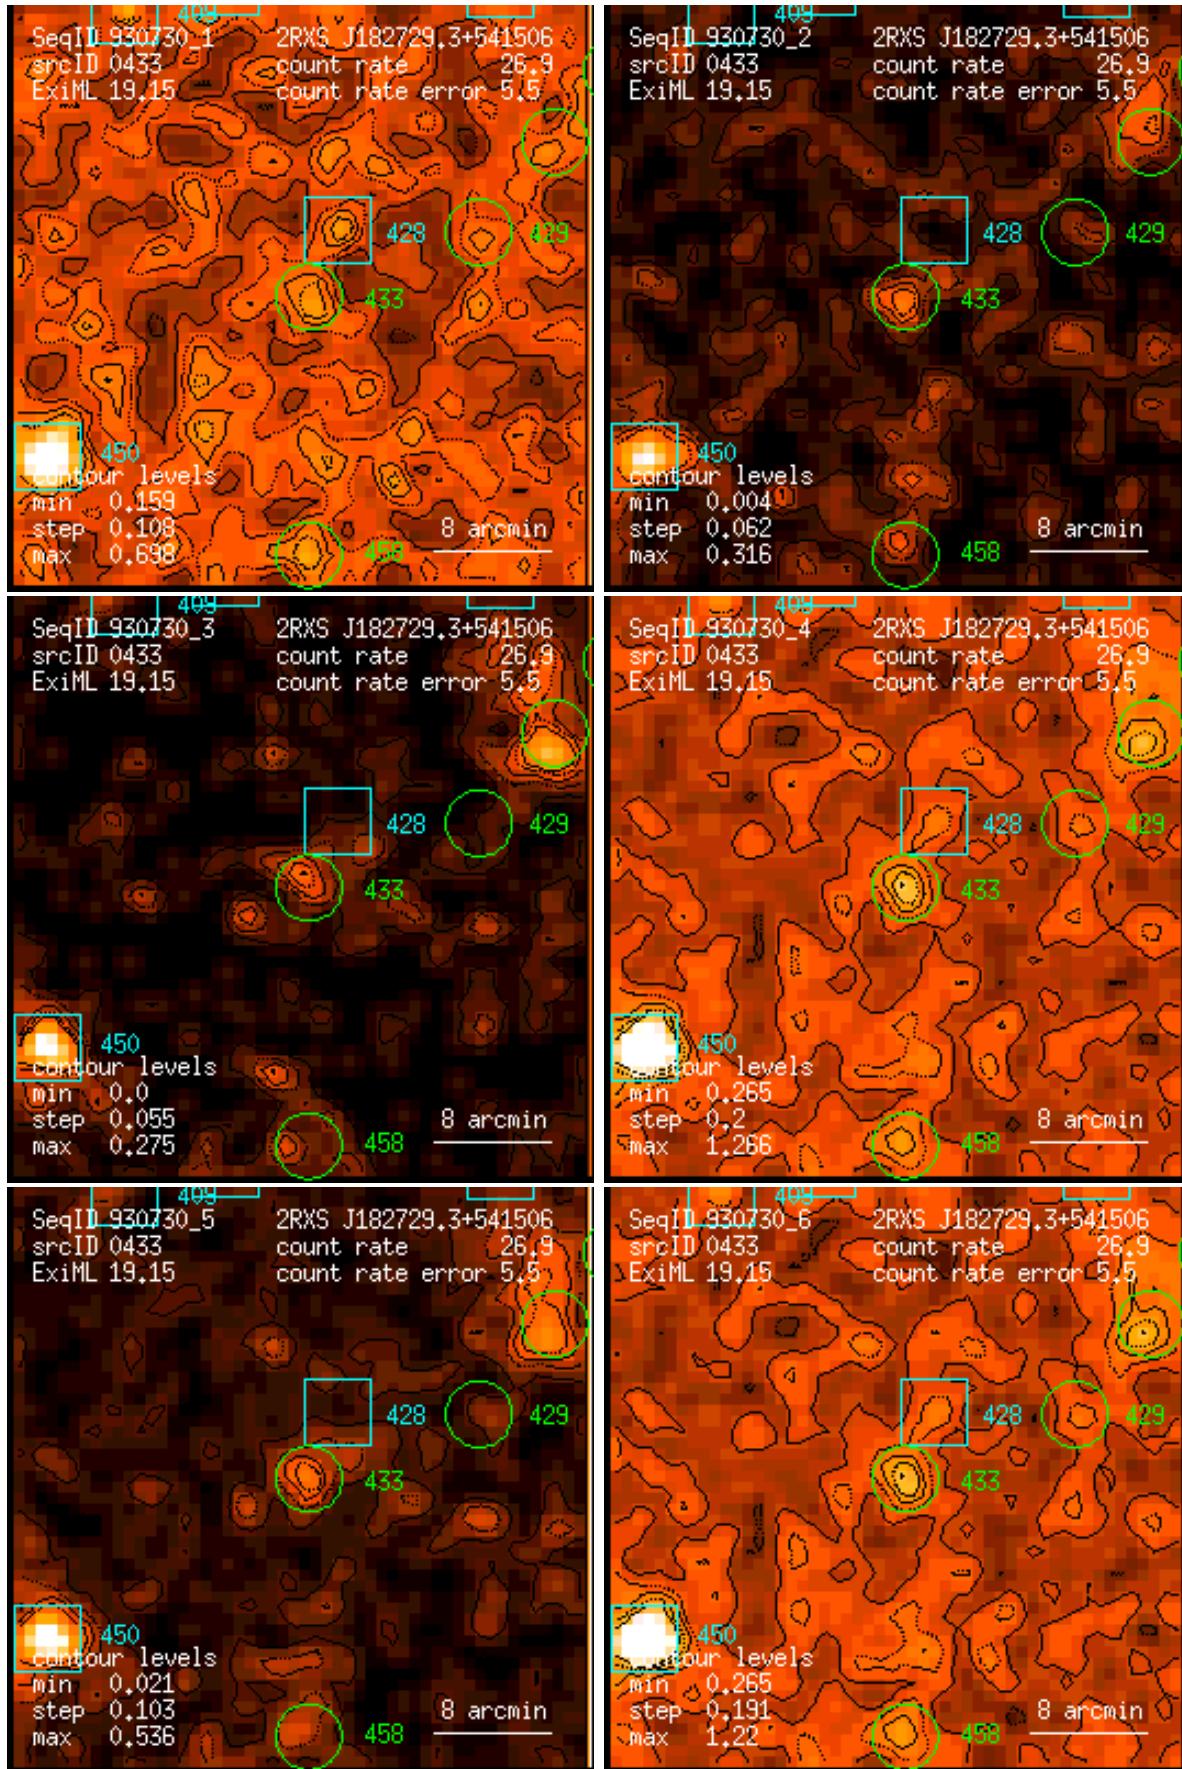 409
SeqID 930730_1 2RXS J182729.3+541506
srcID 0433 count rate 26.9
ExiML 19.15 count rate error 5.5
428 429
433
450
contour levels
min 0.159
step 0.108 8 arcmin
max 0.698 458
409
SeqID 930730_2 2RXS J182729.3+541506
srcID 0433 count rate 26.9
ExiML 19.15 count rate error 5.5
428 429
433
450
contour levels
min 0.004
step 0.062 8 arcmin
max 0.316 458
409
SeqID 930730_3 2RXS J182729.3+541506
srcID 0433 count rate 26.9
ExiML 19.15 count rate error 5.5
428 429
433
450
contour levels
min 0.0
step 0.055 8 arcmin
max 0.275 458
409
SeqID 930730_4 2RXS J182729.3+541506
srcID 0433 count rate 26.9
ExiML 19.15 count rate error 5.5
428 429
433
450
contour levels
min 0.265
step 0.2 8 arcmin
max 1.266 458
409
SeqID 930730_5 2RXS J182729.3+541506
srcID 0433 count rate 26.9
ExiML 19.15 count rate error 5.5
428 429
433
450
contour levels
min 0.021
step 0.103 8 arcmin
max 0.536 458
409
SeqID 930730_6 2RXS J182729.3+541506
srcID 0433 count rate 26.9
ExiML 19.15 count rate error 5.5
428 429
433
450
contour levels
min 0.265
step 0.191 8 arcmin
max 1.22 458